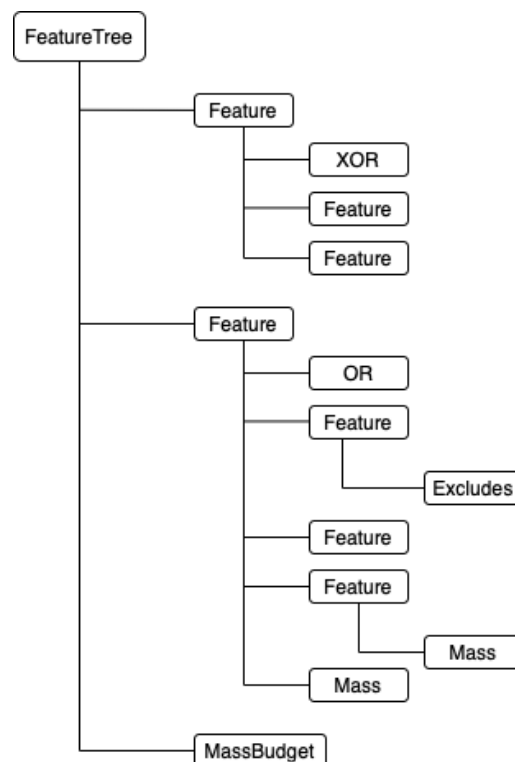 FeatureTree
Feature
XOR
Feature
Feature
Feature
OR
Feature
Excludes
Feature
Feature
Mass
Mass
MassBudget